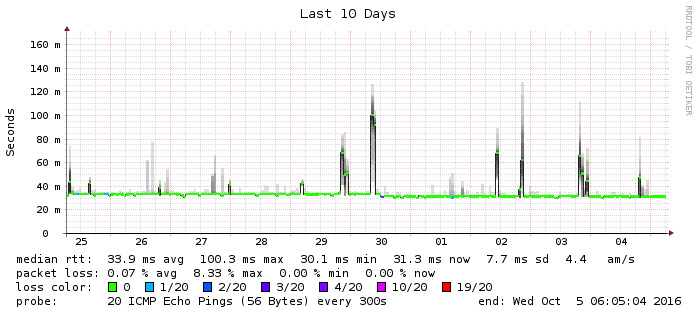 Last 10 Days
RRDTOOL / TOBI OETIKER
Seconds
160 m
140 m
120 m
100 m
80 m
60 m
40 m
20 m
0
25 26 27 28 29 30 01 02 03 04
median rtt: 33.9 ms avg 100.3 ms max 30.1 ms min 31.3 ms now 7.7 ms sd 4.4 am/s
packet loss: 0.07 % avg 8.33 % max 0.00 % min 0.00 % now
loss color: 0 1/20 2/20 3/20 4/20 10/20 19/20
probe: 20 ICMP Echo Pings (56 Bytes) every 300s end: Wed Oct 5 06:05:04 2016